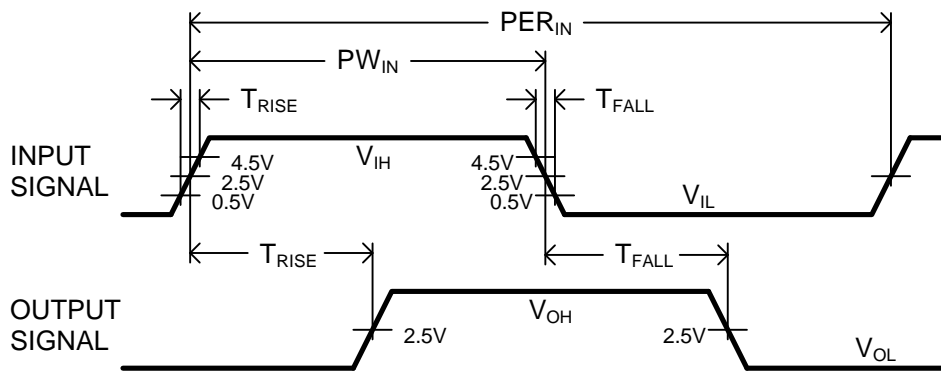 PER_IN
PW_IN
T_RISE
T_FALL
INPUT
SIGNAL
4.5V
2.5V
0.5V
V_IH
4.5V
2.5V
0.5V
V_IL
T_RISE
T_FALL
OUTPUT
SIGNAL
2.5V
V_OH
2.5V
V_OL